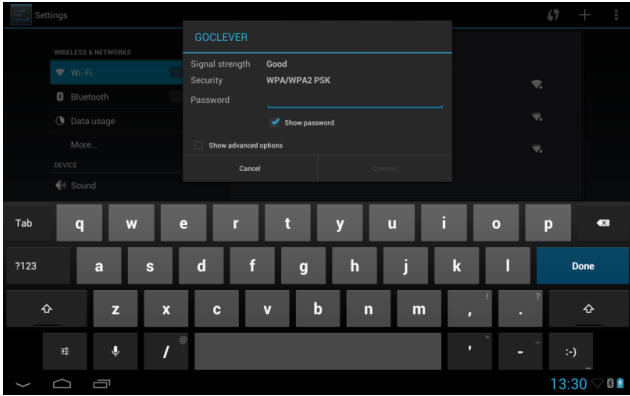 Settings
GOCLEVER
WIRELESS & NETWORKS
Signal strength Good
Wi-Fi
Security WPA/WPA2 PSK
Bluetooth
Password
Data usage
Show password
More...
Show advanced options
DEVICE
Cancel Connect
Sound
Tab q w e r t y u i o p
?123 a s d f g h j k l Done
z x c v b n m , ! . ?
/ @ ' " - _ :-)
13:30